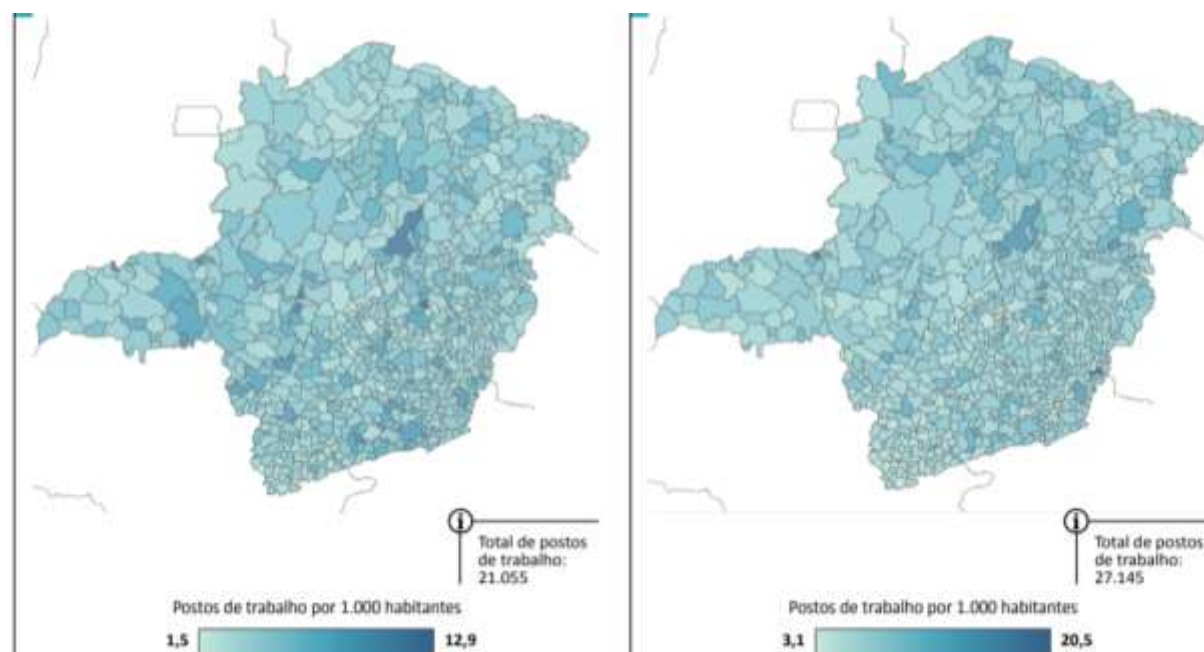 Total de postos
de trabalho:
21.055
Postos de trabalho por 1.000 habitantes
1,5
12,9
Total de postos
de trabalho:
27.145
Postos de trabalho por 1.000 habitantes
3,1
20,5